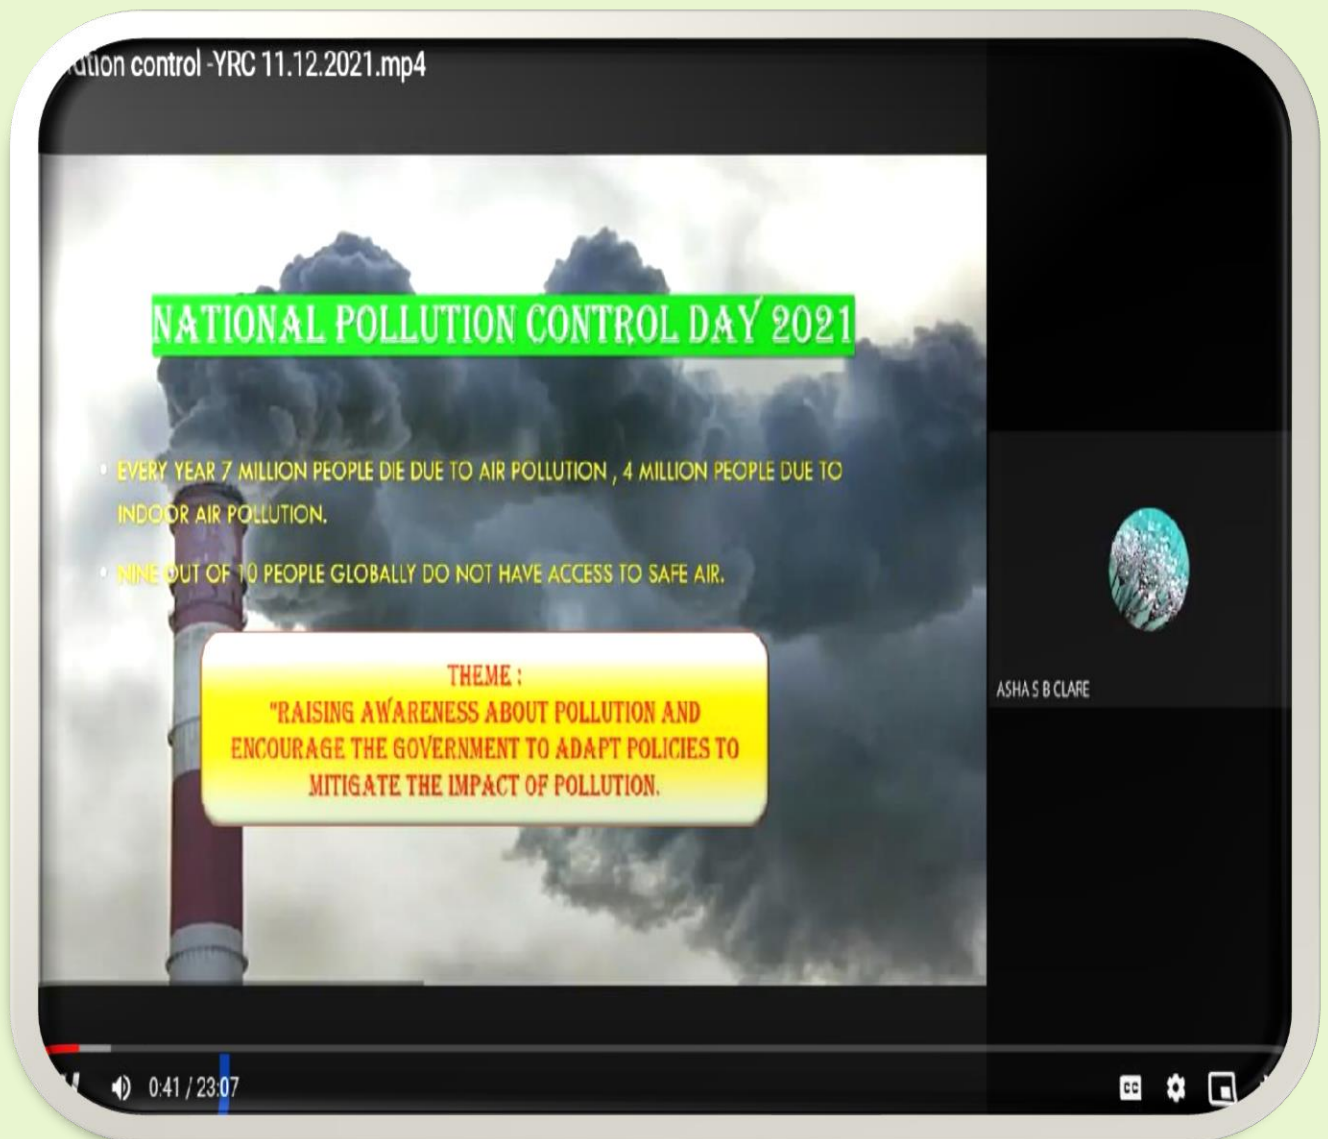 ution control -YRC 11.12.2021.mp4
NATIONAL POLLUTION CONTROL DAY 2021
• EVERY YEAR 7 MILLION PEOPLE DIE DUE TO AIR POLLUTION , 4 MILLION PEOPLE DUE TO
INDOOR AIR POLLUTION.
• NINE OUT OF 10 PEOPLE GLOBALLY DO NOT HAVE ACCESS TO SAFE AIR.
THEME :
"RAISING AWARENESS ABOUT POLLUTION AND
ENCOURAGE THE GOVERNMENT TO ADAPT POLICIES TO
MITIGATE THE IMPACT OF POLLUTION.
ASHA S B CLARE
0:41 / 23:07
CC